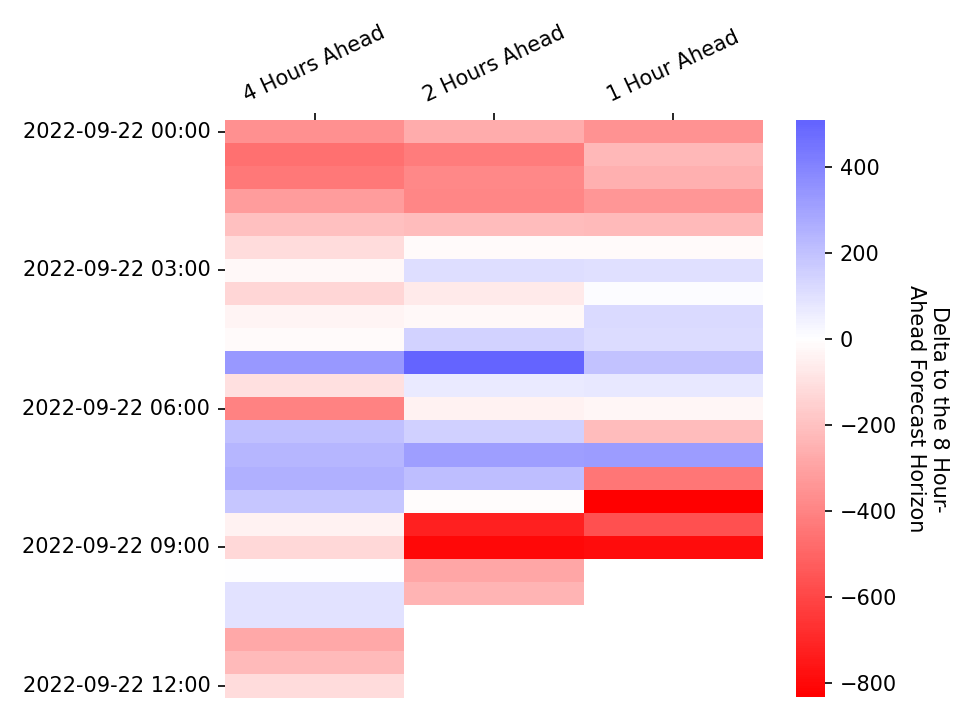 4 Hours Ahead
2 Hours Ahead
1 Hour Ahead
2022-09-22 00:00
2022-09-22 03:00
2022-09-22 06:00
2022-09-22 09:00
2022-09-22 12:00
400
200
0
−200
−400
−600
−800
Delta to the 8 Hour-
Ahead Forecast Horizon